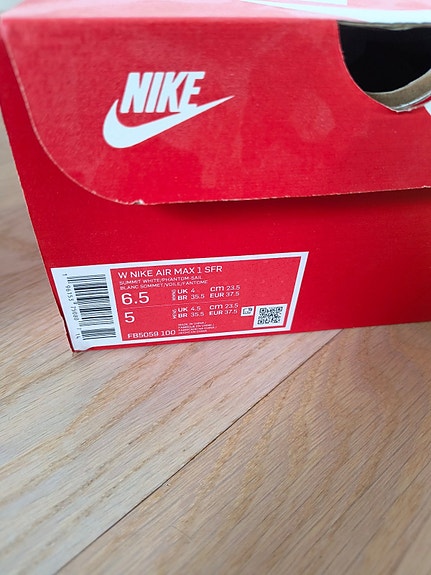 NIKE
W NIKE AIR MAX 1 SFR
SUMMIT WHITE/PHANTOM-SAIL
BLANC SOMMET/VOILE/FANTOME
6.5 UK 4 cm 23.5
BR 35.5 EUR 37.5
5 UK 4.5 cm 23.5
BR 35.5 EUR 37.5
FB5059 100